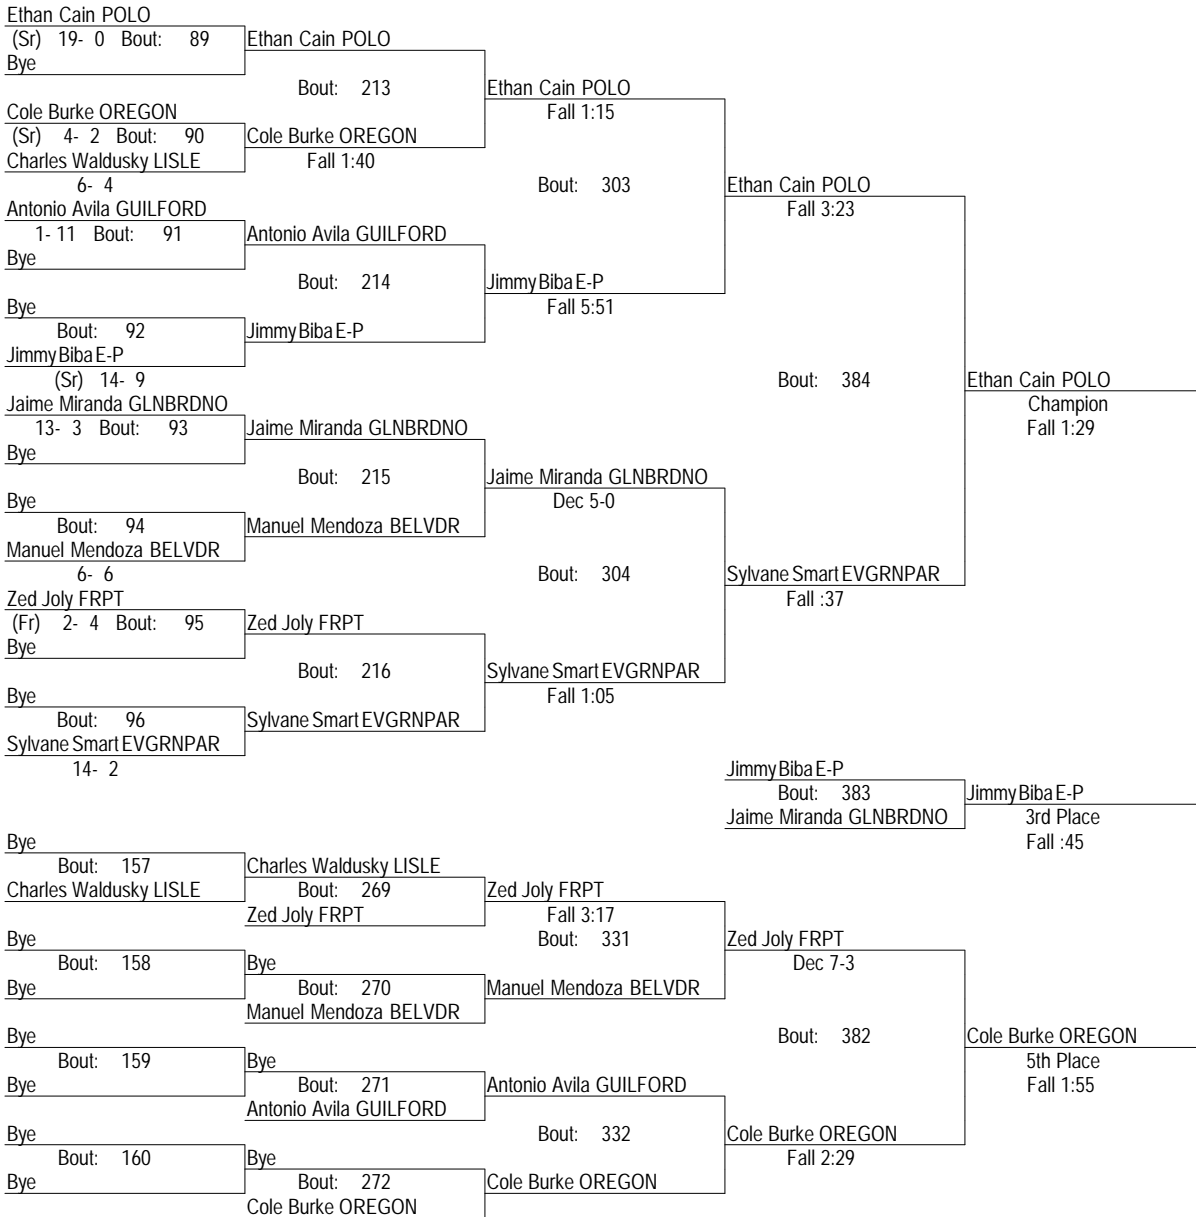 Ethan Cain POLO
(Sr) 19- 0 Bout: 89 Ethan Cain POLO
Bye
Bout: 213 Ethan Cain POLO
Cole Burke OREGON Fall 1:15
(Sr) 4- 2 Bout: 90 Cole Burke OREGON
Charles Waldusky LISLE Fall 1:40
6- 4 Bout: 303 Ethan Cain POLO
Antonio Avila GUILFORD Fall 3:23
1- 11 Bout: 91 Antonio Avila GUILFORD
Bye
Bout: 214 Jimmy Biba E-P
Bye Fall 5:51
Bout: 92 Jimmy Biba E-P
Jimmy Biba E-P
(Sr) 14- 9 Bout: 384 Ethan Cain POLO
Jaime Miranda GLNBRDNO Champion
13- 3 Bout: 93 Jaime Miranda GLNBRDNO Fall 1:29
Bye
Bout: 215 Jaime Miranda GLNBRDNO
Bye Dec 5-0
Bout: 94 Manuel Mendoza BELVDR
Manuel Mendoza BELVDR
6- 6 Bout: 304 Sylvane Smart EVGRNPAR
Zed Joly FRPT Fall :37
(Fr) 2- 4 Bout: 95 Zed Joly FRPT
Bye
Bout: 216 Sylvane Smart EVGRNPAR
Bye Fall 1:05
Bout: 96 Sylvane Smart EVGRNPAR
Sylvane Smart EVGRNPAR
14- 2 Jimmy Biba E-P
Bout: 383 Jimmy Biba E-P
Jaime Miranda GLNBRDNO 3rd Place
Bye Fall :45
Bout: 157 Charles Waldusky LISLE
Charles Waldusky LISLE Bout: 269 Zed Joly FRPT
Zed Joly FRPT Fall 3:17
Bye Bout: 331 Zed Joly FRPT
Bout: 158 Bye Dec 7-3
Bye Bout: 270 Manuel Mendoza BELVDR
Manuel Mendoza BELVDR
Bye Bout: 382 Cole Burke OREGON
Bout: 159 Bye 5th Place
Bye Bout: 271 Antonio Avila GUILFORD Fall 1:55
Antonio Avila GUILFORD
Bye Bout: 332 Cole Burke OREGON
Bout: 160 Bye Fall 2:29
Bye Bout: 272 Cole Burke OREGON
Cole Burke OREGON